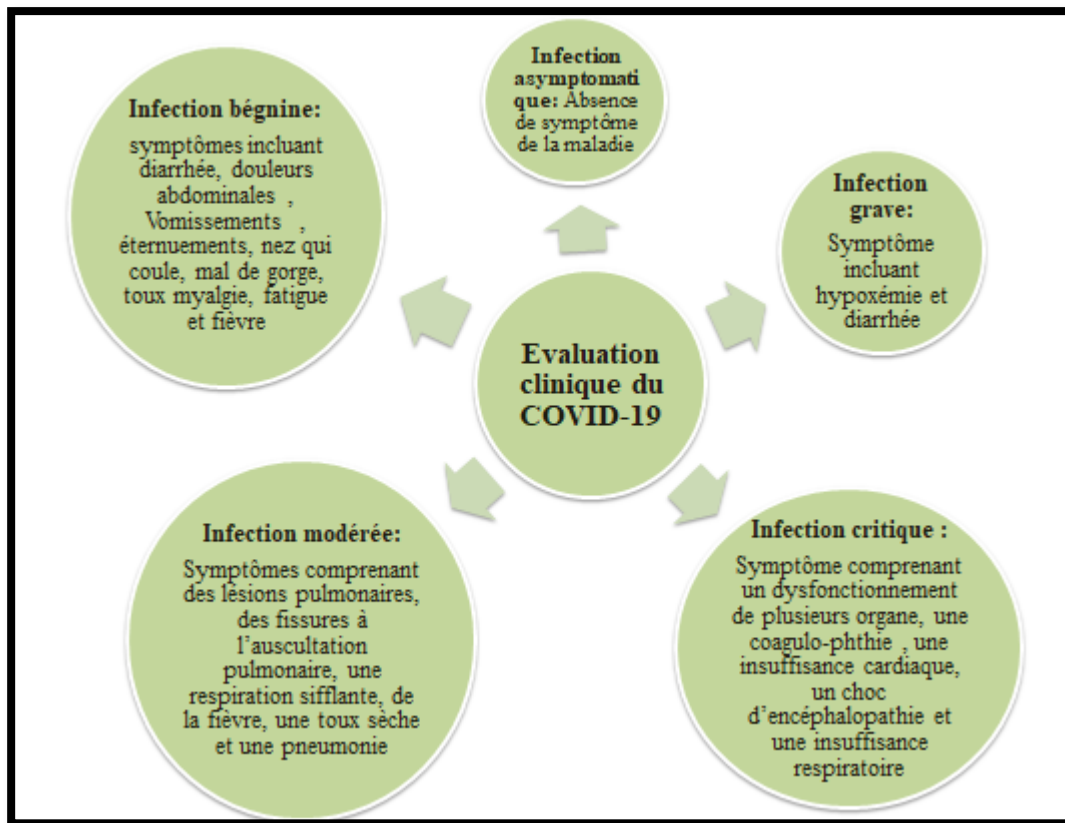 Infection
asymptomati
que: Absence
de symptôme
de la maladie
Infection bégnine:
symptômes incluant
diarrhée, douleurs
abdominales ,
Vomissements ,
éternuements, nez qui
coule, mal de gorge,
toux myalgie, fatigue
et fièvre
Infection
grave:
Symptôme
incluant
hypoxémie et
diarrhée
Evaluation
clinique du
COVID-19
Infection modérée:
Symptômes comprenant
des lésions pulmonaires,
des fissures à
l’auscultation
pulmonaire, une
respiration sifflante, de
la fièvre, une toux sèche
et une pneumonie
Infection critique :
Symptôme comprenant
un dysfonctionnement
de plusieurs organe, une
coagulo-phthie , une
insuffisance cardiaque,
un choc
d’encéphalopathie et
une insuffisance
respiratoire